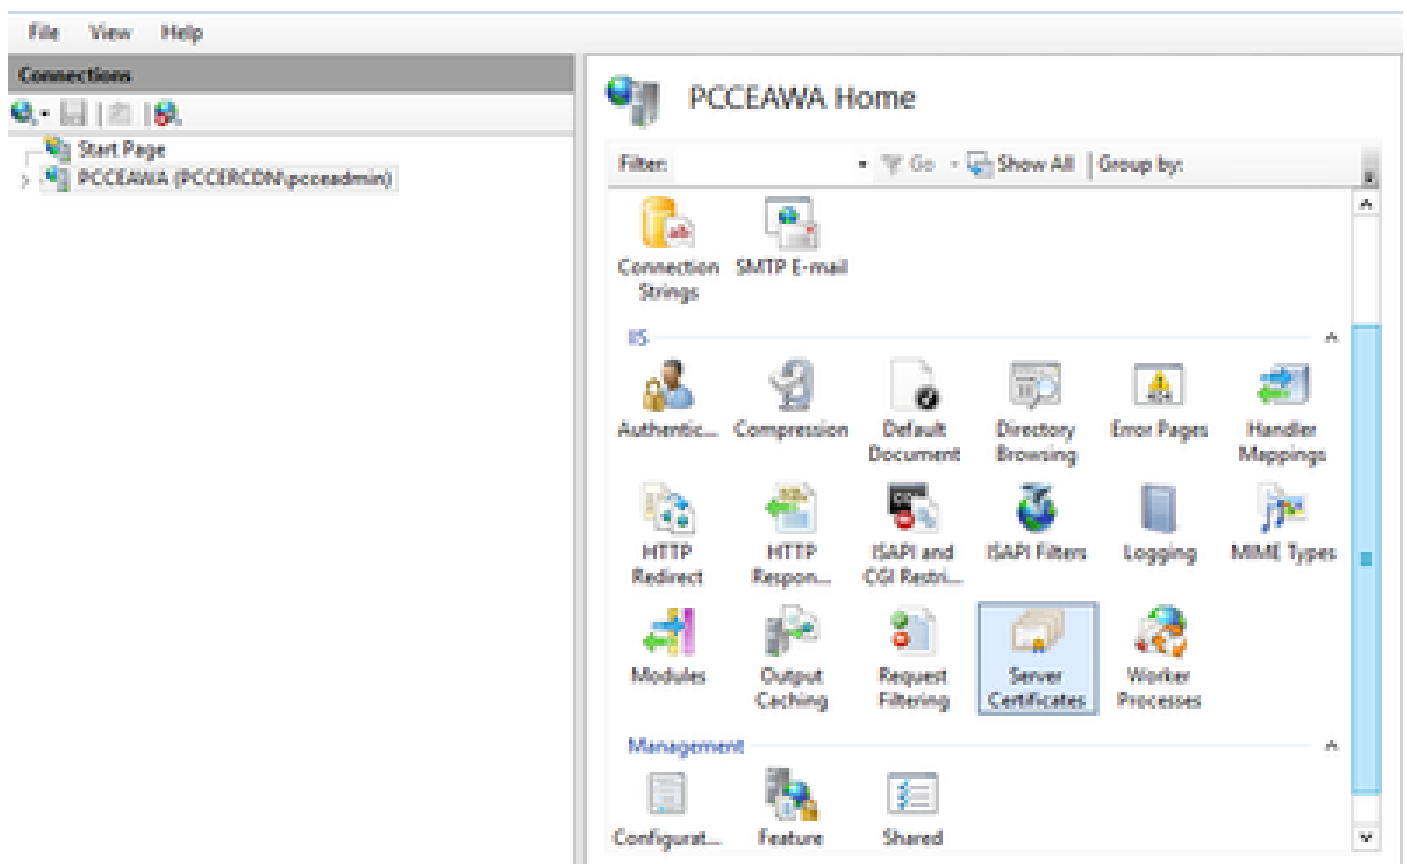 File View Help
Connections
Start Page
PCCEAWA (PCCERCDN\pcceadmin)
PCCEAWA Home
Filter: Go Show All Group by:
Connection Strings
SMTP E-mail
IIS
Authentic...
Compression
Default Document
Directory Browsing
Error Pages
Handler Mappings
HTTP Redirect
HTTP Respon...
ISAPI and CGI Restri...
ISAPI Filters
Logging
MIME Types
Modules
Output Caching
Request Filtering
Server Certificates
Worker Processes
Management
Configurat...
Feature
Shared